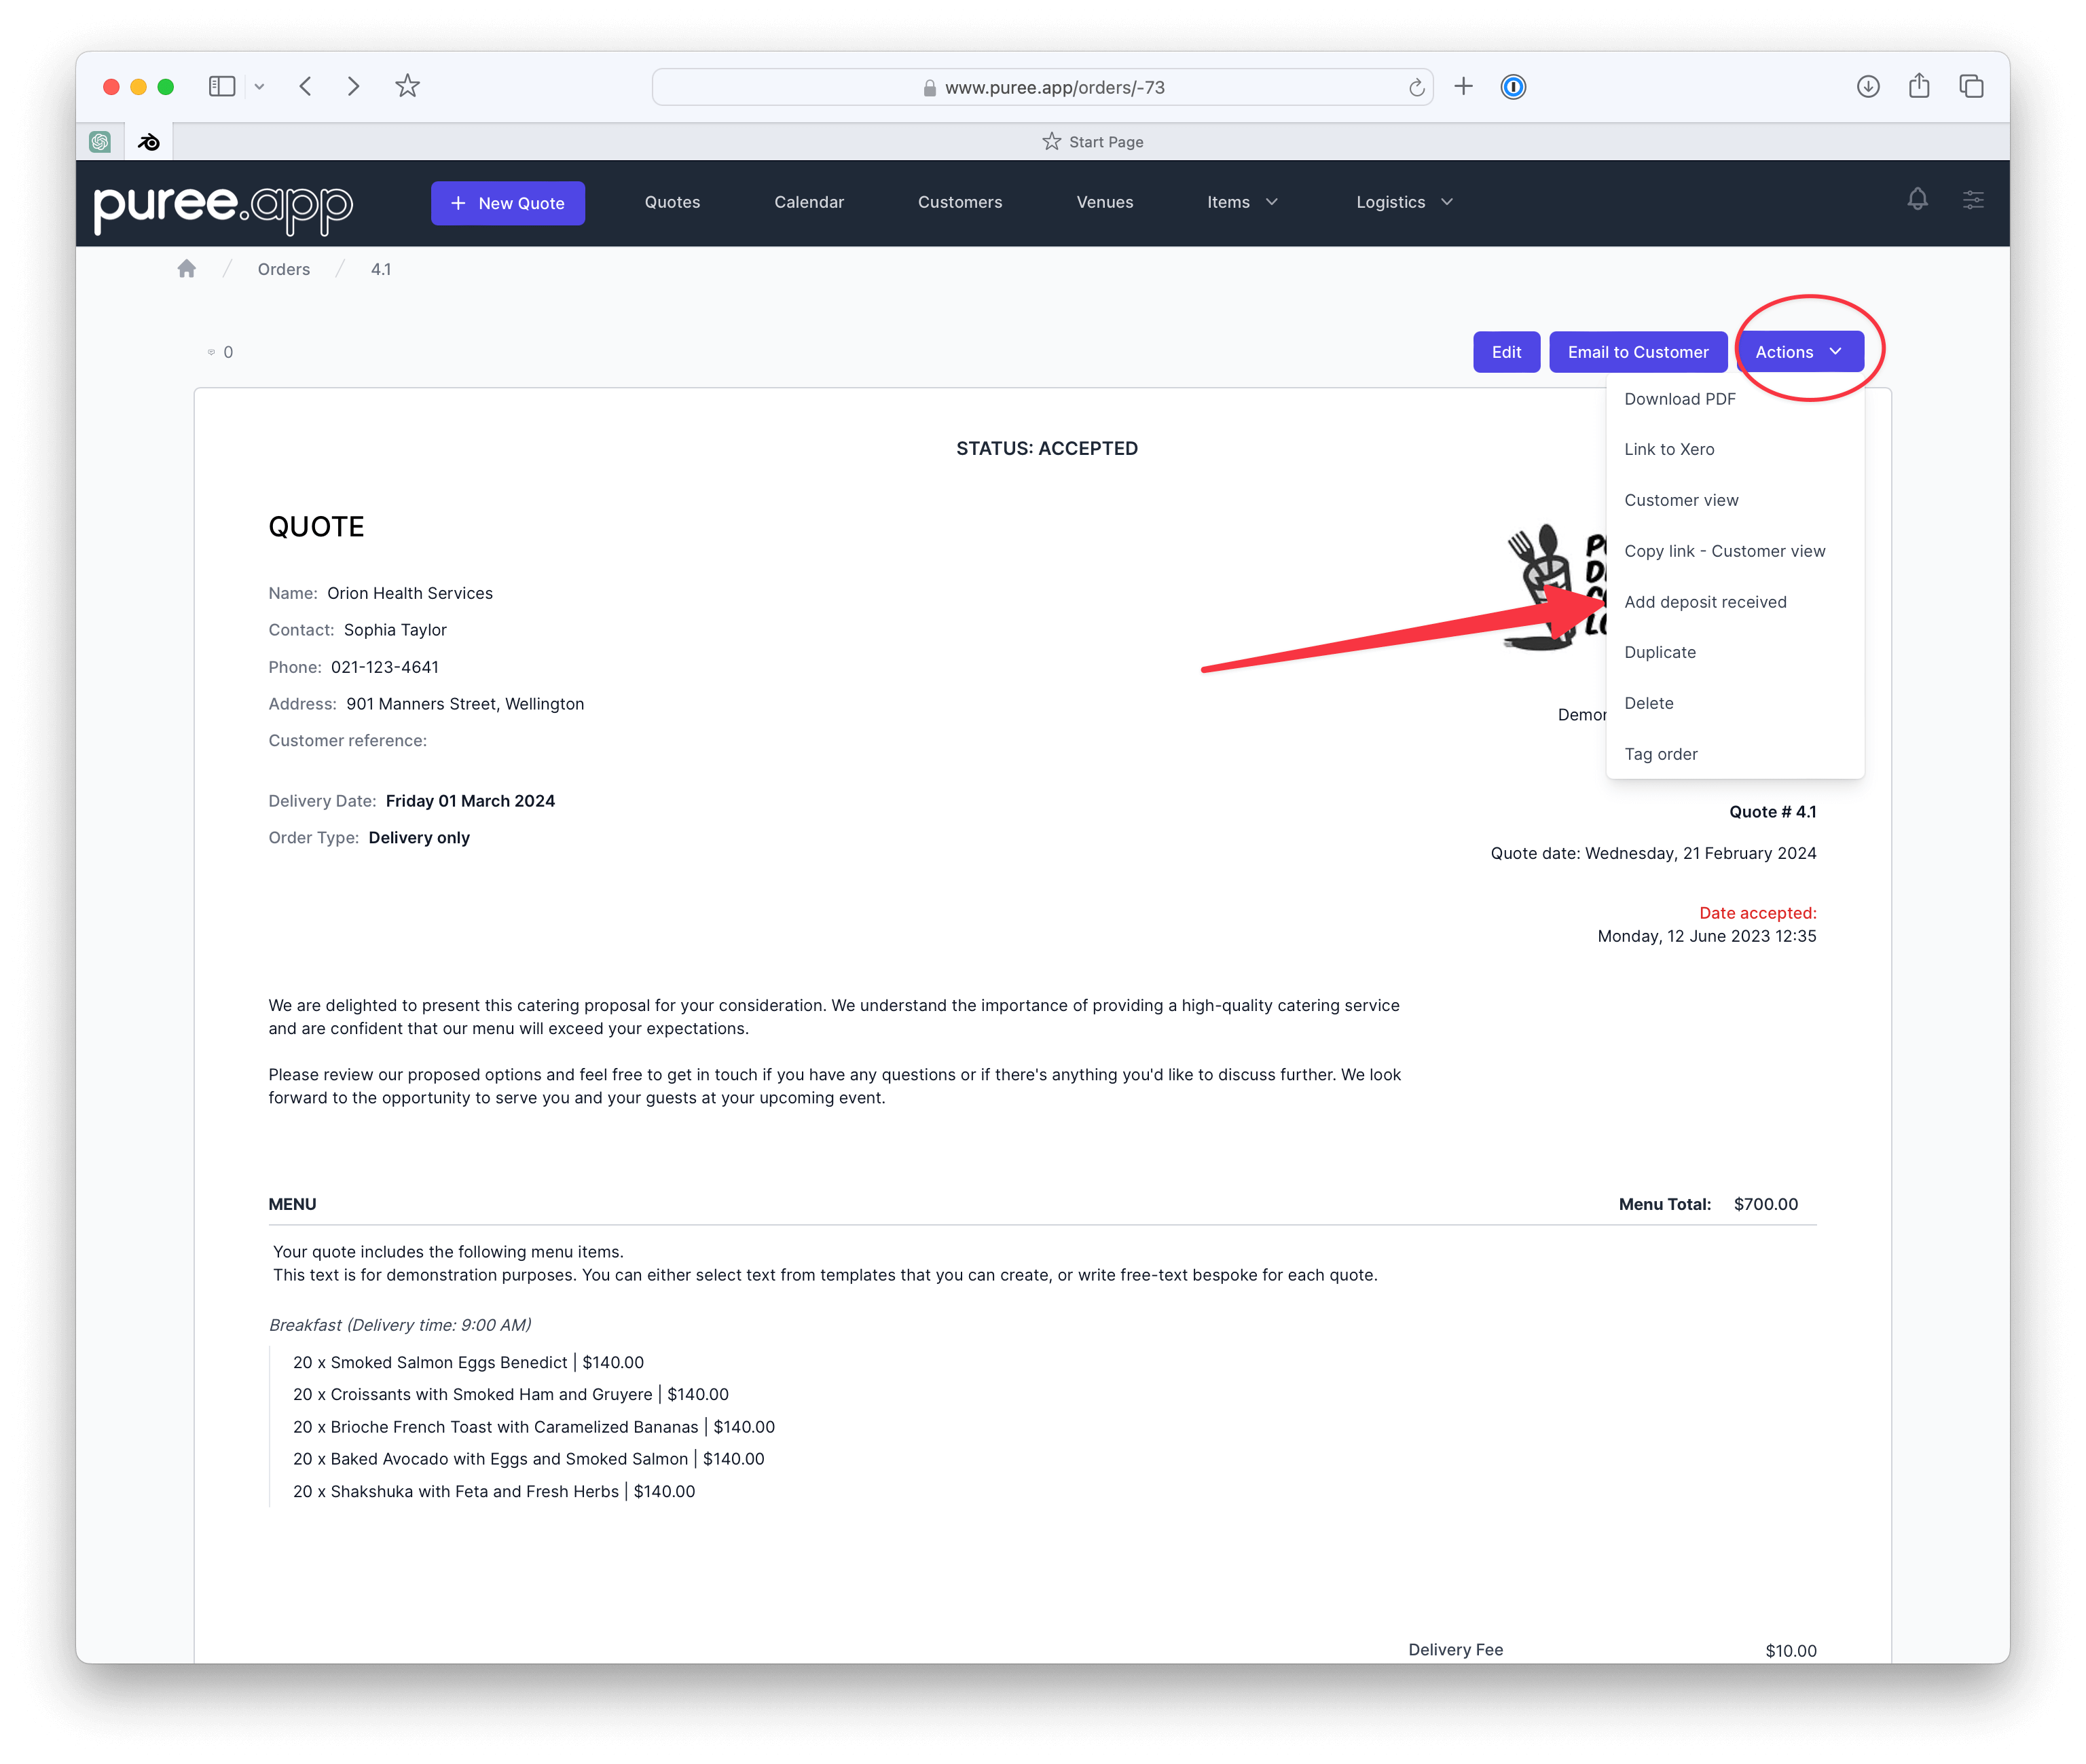 www.puree.app/orders/-73
Start Page
puree.app
+ New Quote
Quotes
Calendar
Customers
Venues
Items
Logistics
/ Orders / 4.1
0
Edit
Email to Customer
Actions
Download PDF
Link to Xero
Customer view
Copy link - Customer view
Add deposit received
Duplicate
Delete
Tag order
STATUS: ACCEPTED
QUOTE
Name: Orion Health Services
Contact: Sophia Taylor
Phone: 021-123-4641
Address: 901 Manners Street, Wellington
Customer reference:
Delivery Date: Friday 01 March 2024
Order Type: Delivery only
Quote # 4.1
Quote date: Wednesday, 21 February 2024
Date accepted:
Monday, 12 June 2023 12:35
We are delighted to present this catering proposal for your consideration. We understand the importance of providing a high-quality catering service
and are confident that our menu will exceed your expectations.
Please review our proposed options and feel free to get in touch if you have any questions or if there's anything you'd like to discuss further. We look
forward to the opportunity to serve you and your guests at your upcoming event.
MENU
Menu Total: $700.00
Your quote includes the following menu items.
This text is for demonstration purposes. You can either select text from templates that you can create, or write free-text bespoke for each quote.
Breakfast (Delivery time: 9:00 AM)
20 x Smoked Salmon Eggs Benedict | $140.00
20 x Croissants with Smoked Ham and Gruyere | $140.00
20 x Brioche French Toast with Caramelized Bananas | $140.00
20 x Baked Avocado with Eggs and Smoked Salmon | $140.00
20 x Shakshuka with Feta and Fresh Herbs | $140.00
Delivery Fee
$10.00